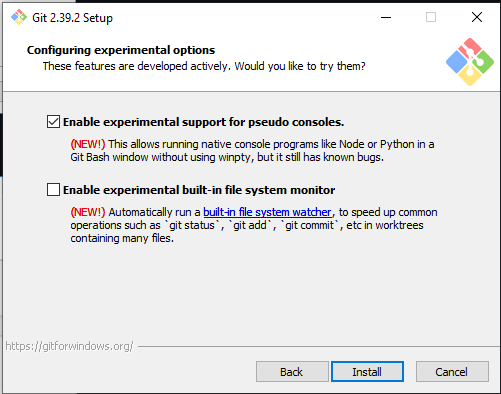 Git 2.39.2 Setup
Configuring experimental options
These features are developed actively. Would you like to try them?
Enable experimental support for pseudo consoles.
(NEW!) This allows running native console programs like Node or Python in a
Git Bash window without using winpty, but it still has known bugs.
Enable experimental built-in file system monitor
(NEW!) Automatically run a built-in file system watcher, to speed up common
operations such as `git status`, `git add`, `git commit`, etc in worktrees
containing many files.
https://gitforwindows.org/
Back Install Cancel